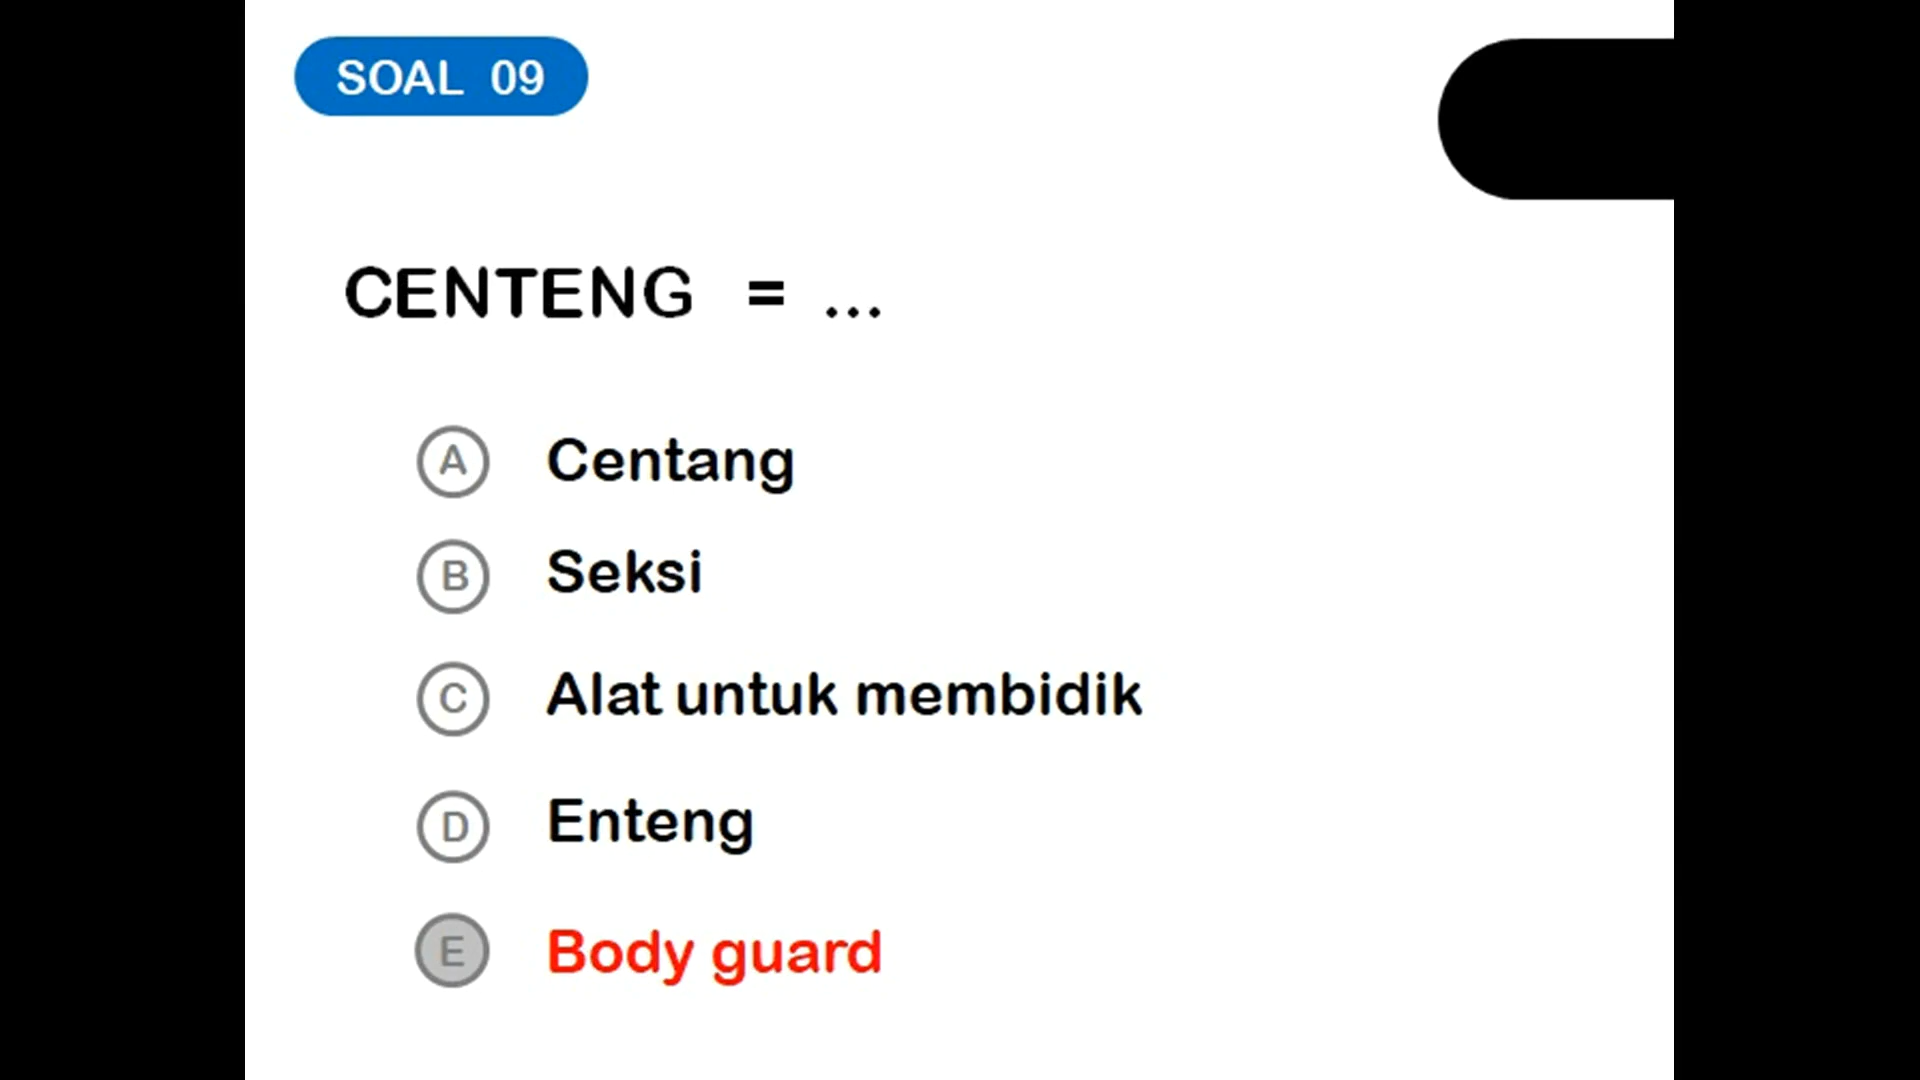 SOAL 09
CENTENG = ...
A Centang
B Seksi
C Alat untuk membidik
D Enteng
E Body guard